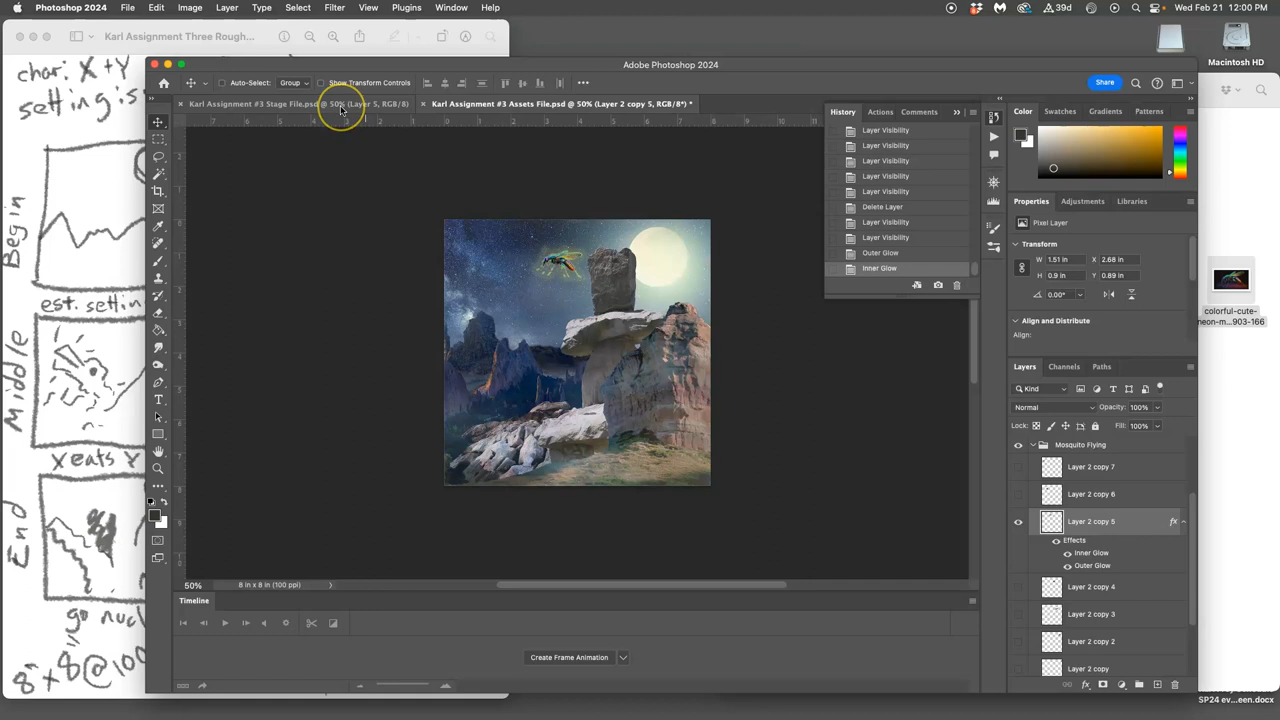 Photoshop 2024 File Edit Image Layer Type Select Filter View Plugins Window Help 39d Wed Feb 21 12:00 PM
Karl Assignment Three Rough...
char: X + Y
setting is
Begin
est. settin
Middle
X eats Y
End
go nucl
8" x 8" @ 100
Adobe Photoshop 2024
Auto-Select: Group Show Transform Controls Share
Karl Assignment #3 Stage File.psd @ 50% (Layer 5, RGB/8) Karl Assignment #3 Assets File.psd @ 50% (Layer 2 copy 5, RGB/8*) *
History Actions Comments
Layer Visibility
Layer Visibility
Layer Visibility
Layer Visibility
Layer Visibility
Delete Layer
Layer Visibility
Layer Visibility
Outer Glow
Inner Glow
Color Swatches Gradients Patterns
Properties Adjustments Libraries
Pixel Layer
Transform
W 1.51 in X 2.68 in
H 0.9 in Y 0.89 in
0.00°
Align and Distribute
Align:
Layers Channels Paths
Kind
Normal Opacity: 100%
Lock: Fill: 100%
Mosquito Flying
Layer 2 copy 7
Layer 2 copy 6
Layer 2 copy 5 fx
Effects
Inner Glow
Outer Glow
Layer 2 copy 4
Layer 2 copy 3
Layer 2 copy 2
Layer 2 copy
50% 8 in x 8 in (100 ppi)
Timeline
Create Frame Animation
Macintosh HD
colorful-cute-
neon-m...903-166
SP24 ev...een.docx